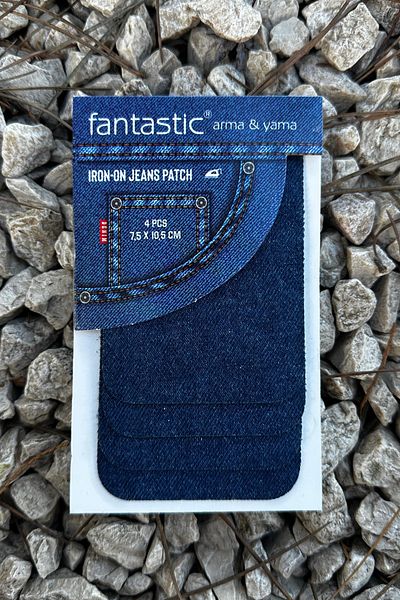 fantastic® arma & yama
IRON-ON JEANS PATCH
4 PCS
7,5 X 10,5 CM